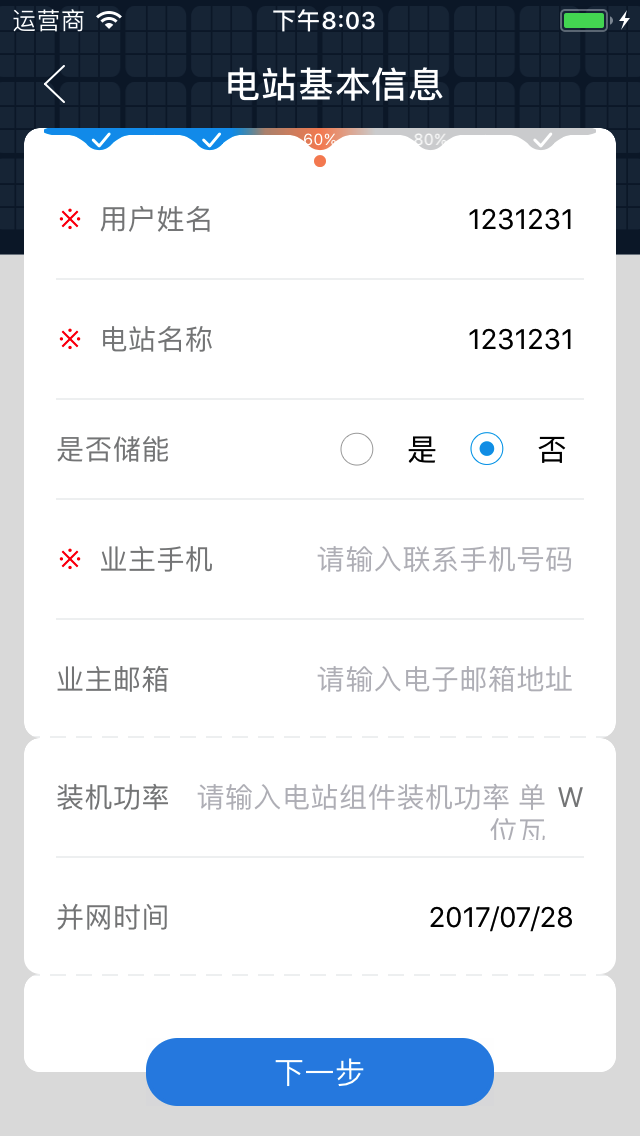 运营商 下午8:03
电站基本信息
60% 80%
※ 用户姓名 1231231
※ 电站名称 1231231
是否储能 是 否
※ 业主手机 请输入联系手机号码
业主邮箱 请输入电子邮箱地址
装机功率 请输入电站组件装机功率 单 W
位瓦
并网时间 2017/07/28
下一步